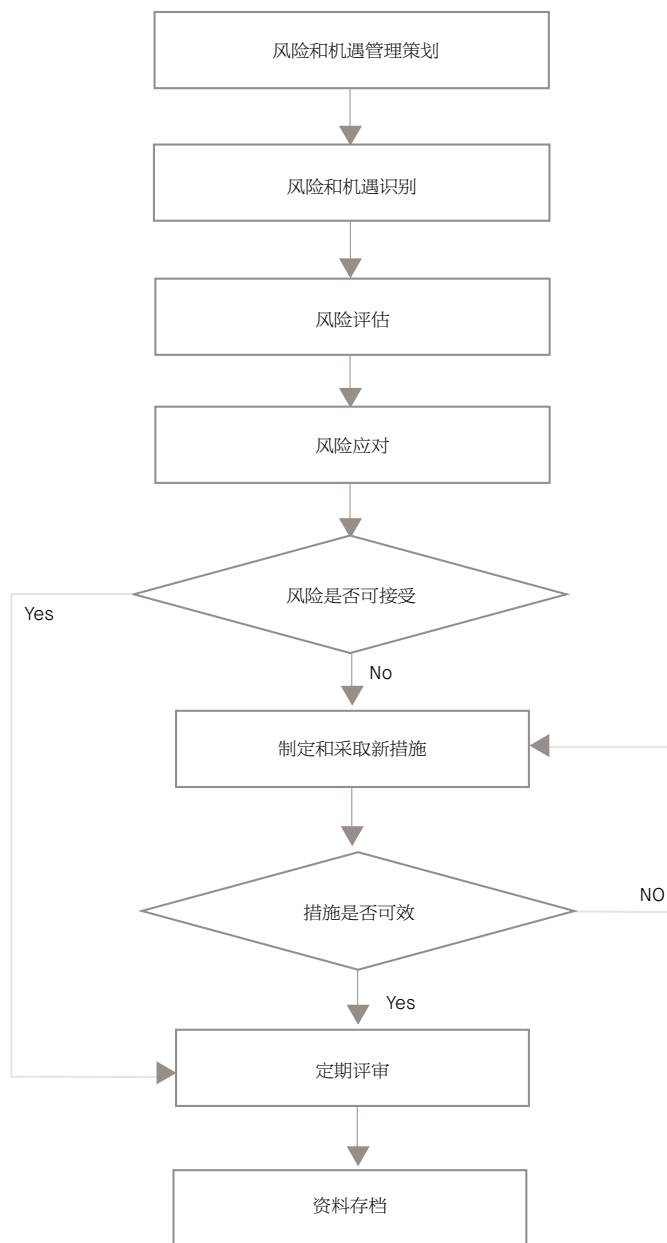 风险和机遇管理策划
风险和机遇识别
风险评估
风险应对
风险是否可接受
Yes
No
制定和采取新措施
措施是否可效
NO
Yes
定期评审
资料存档